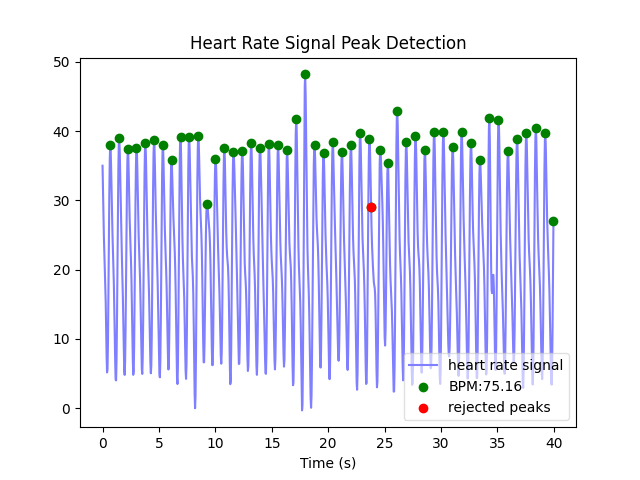 Heart Rate Signal Peak Detection
50
40
30
20
10
0
heart rate signal
BPM:75.16
rejected peaks
0 5 10 15 20 25 30 35 40
Time (s)